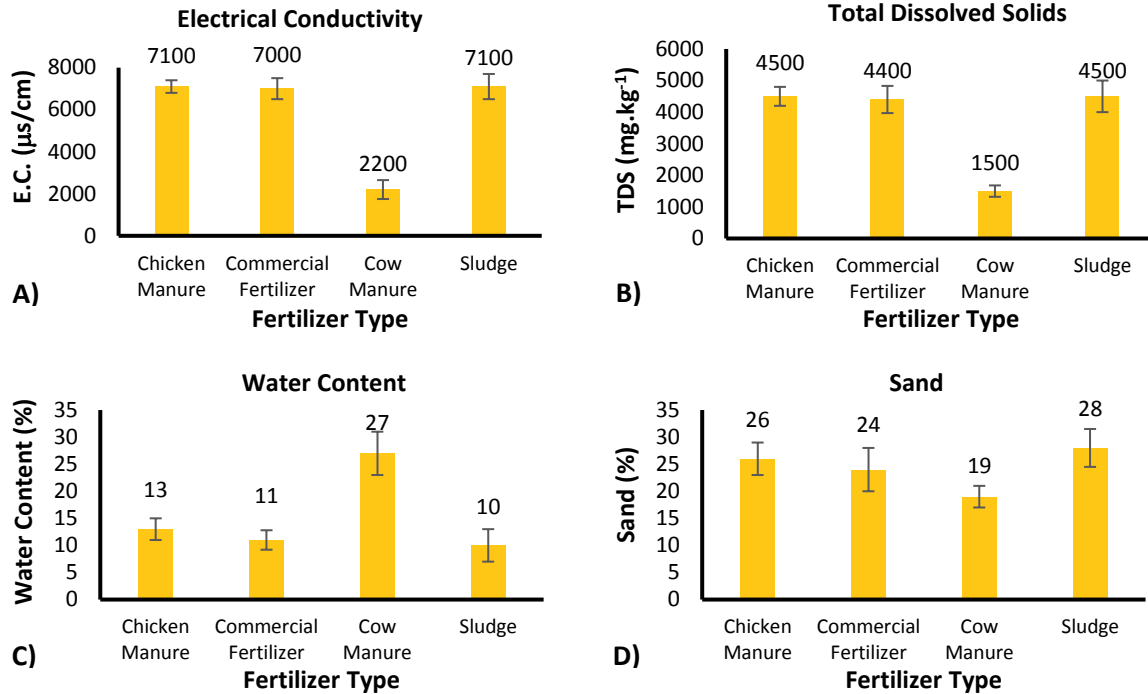 Electrical Conductivity
7100
7000
2200
7100
8000
6000
4000
2000
0
E.C. (µs/cm)
Chicken Manure
Commercial Fertilizer
Cow Manure
Sludge
Fertilizer Type
A)
Total Dissolved Solids
4500
4400
1500
4500
6000
5000
4000
3000
2000
1000
0
TDS (mg.kg⁻¹)
Chicken Manure
Commercial Fertilizer
Cow Manure
Sludge
Fertilizer Type
B)
Water Content
13
11
27
10
35
30
25
20
15
10
5
0
Water Content (%)
Chicken Manure
Commercial Fertilizer
Cow Manure
Sludge
Fertilizer Type
C)
Sand
26
24
19
28
35
30
25
20
15
10
5
0
Sand (%)
Chicken Manure
Commercial Fertilizer
Cow Manure
Sludge
Fertilizer Type
D)